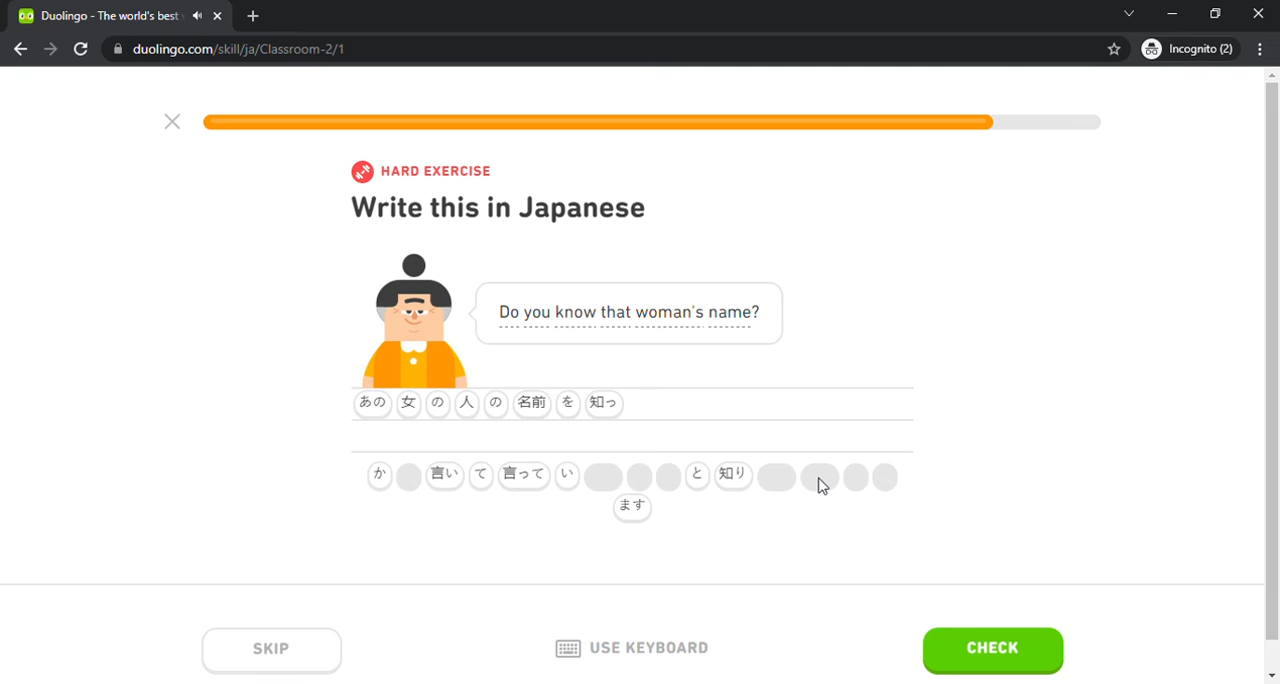 Duolingo - The world's best
duolingo.com/skill/ja/Classroom-2/1
Incognito (2)
HARD EXERCISE
Write this in Japanese
Do you know that woman's name?
あの 女 の 人 の 名前 を 知っ
か 言い て 言って い と 知り
ます
SKIP
USE KEYBOARD
CHECK